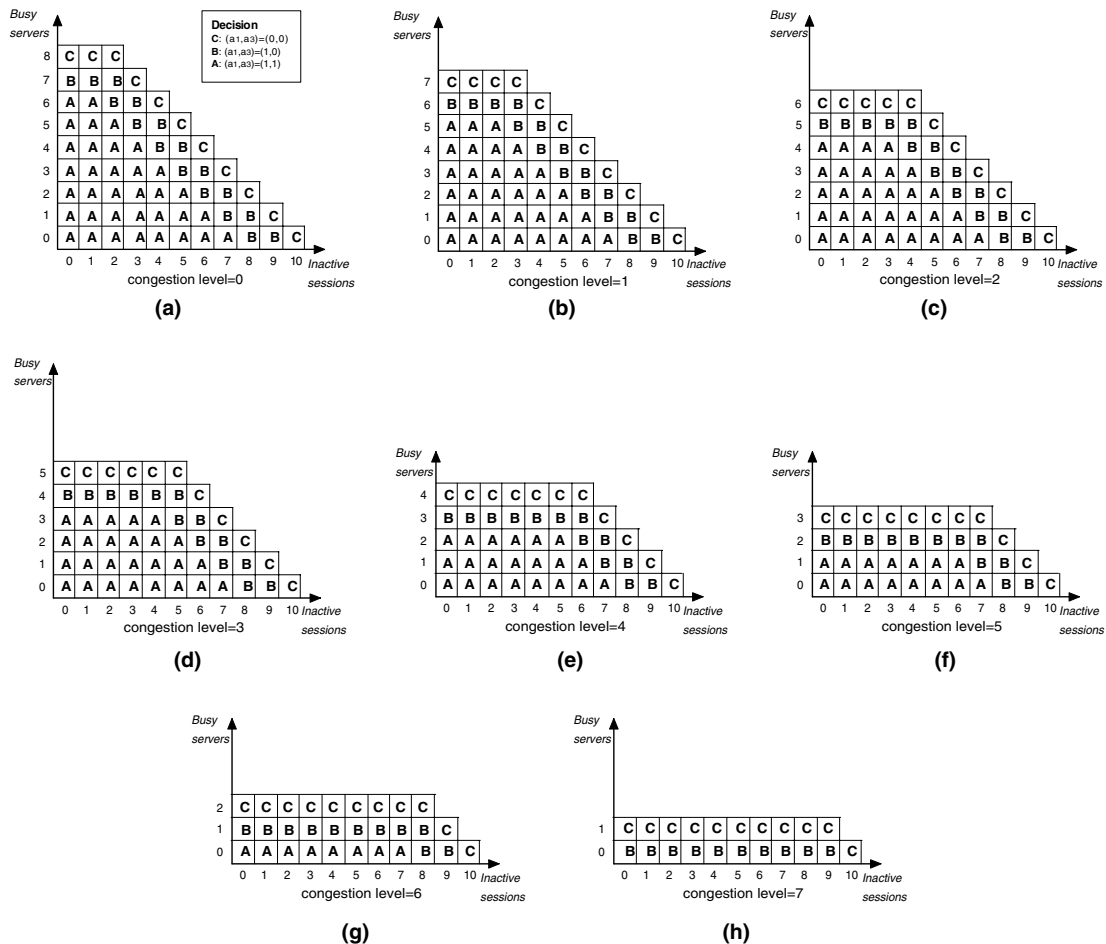 Busy
servers
Decision
C: (a1,a3)=(0,0)
B: (a1,a3)=(1,0)
A: (a1,a3)=(1,1)
8 C C C
7 B B B C
6 A A B B C
5 A A A B B C
4 A A A A B B C
3 A A A A A B B C
2 A A A A A A B B C
1 A A A A A A A B B C
0 A A A A A A A A B B C
0 1 2 3 4 5 6 7 8 9 10 Inactive
sessions
congestion level=0
(a)
Busy
servers
7 C C C C
6 B B B B C
5 A A A B B C
4 A A A A B B C
3 A A A A A B B C
2 A A A A A A B B C
1 A A A A A A A B B C
0 A A A A A A A A B B C
0 1 2 3 4 5 6 7 8 9 10 Inactive
sessions
congestion level=1
(b)
Busy
servers
6 C C C C C
5 B B B B B C
4 A A A A B B C
3 A A A A A B B C
2 A A A A A A B B C
1 A A A A A A A B B C
0 A A A A A A A A B B C
0 1 2 3 4 5 6 7 8 9 10 Inactive
sessions
congestion level=2
(c)
Busy
servers
5 C C C C C C
4 B B B B B B C
3 A A A A A B B C
2 A A A A A A B B C
1 A A A A A A A B B C
0 A A A A A A A A B B C
0 1 2 3 4 5 6 7 8 9 10 Inactive
sessions
congestion level=3
(d)
Busy
servers
4 C C C C C C C
3 B B B B B B B C
2 A A A A A A B B C
1 A A A A A A A B B C
0 A A A A A A A A B B C
0 1 2 3 4 5 6 7 8 9 10 Inactive
sessions
congestion level=4
(e)
Busy
servers
3 C C C C C C C C
2 B B B B B B B B C
1 A A A A A A A B B C
0 A A A A A A A A B B C
0 1 2 3 4 5 6 7 8 9 10 Inactive
sessions
congestion level=5
(f)
Busy
servers
2 C C C C C C C C C
1 B B B B B B B B B C
0 A A A A A A A A B B C
0 1 2 3 4 5 6 7 8 9 10 Inactive
sessions
congestion level=6
(g)
Busy
servers
1 C C C C C C C C C C
0 B B B B B B B B B B C
0 1 2 3 4 5 6 7 8 9 10 Inactive
sessions
congestion level=7
(h)